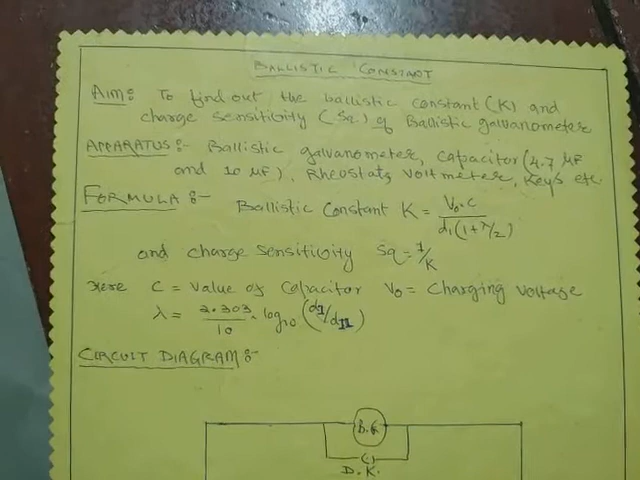 BALLISTIC CONSTANT
AIM:- To find out the ballistic constant (K) and
charge sensitivity (Sq.) of Ballistic galvanometer
APPARATUS:- Ballistic galvanometer, capacitor (4.7 μF
and 10 μF), Rheostat, Voltmeter, Keys etc.
FORMULA:- Ballistic Constant K = V₀.C / d₁(1+λ/2)
and charge sensitivity Sq = 1/K
Here C = Value of Capacitor V₀ = Charging Voltage
λ = 2.303/10 . log₁₀ (d1/d11)
CIRCUIT DIAGRAM:-
B.G
D.K.